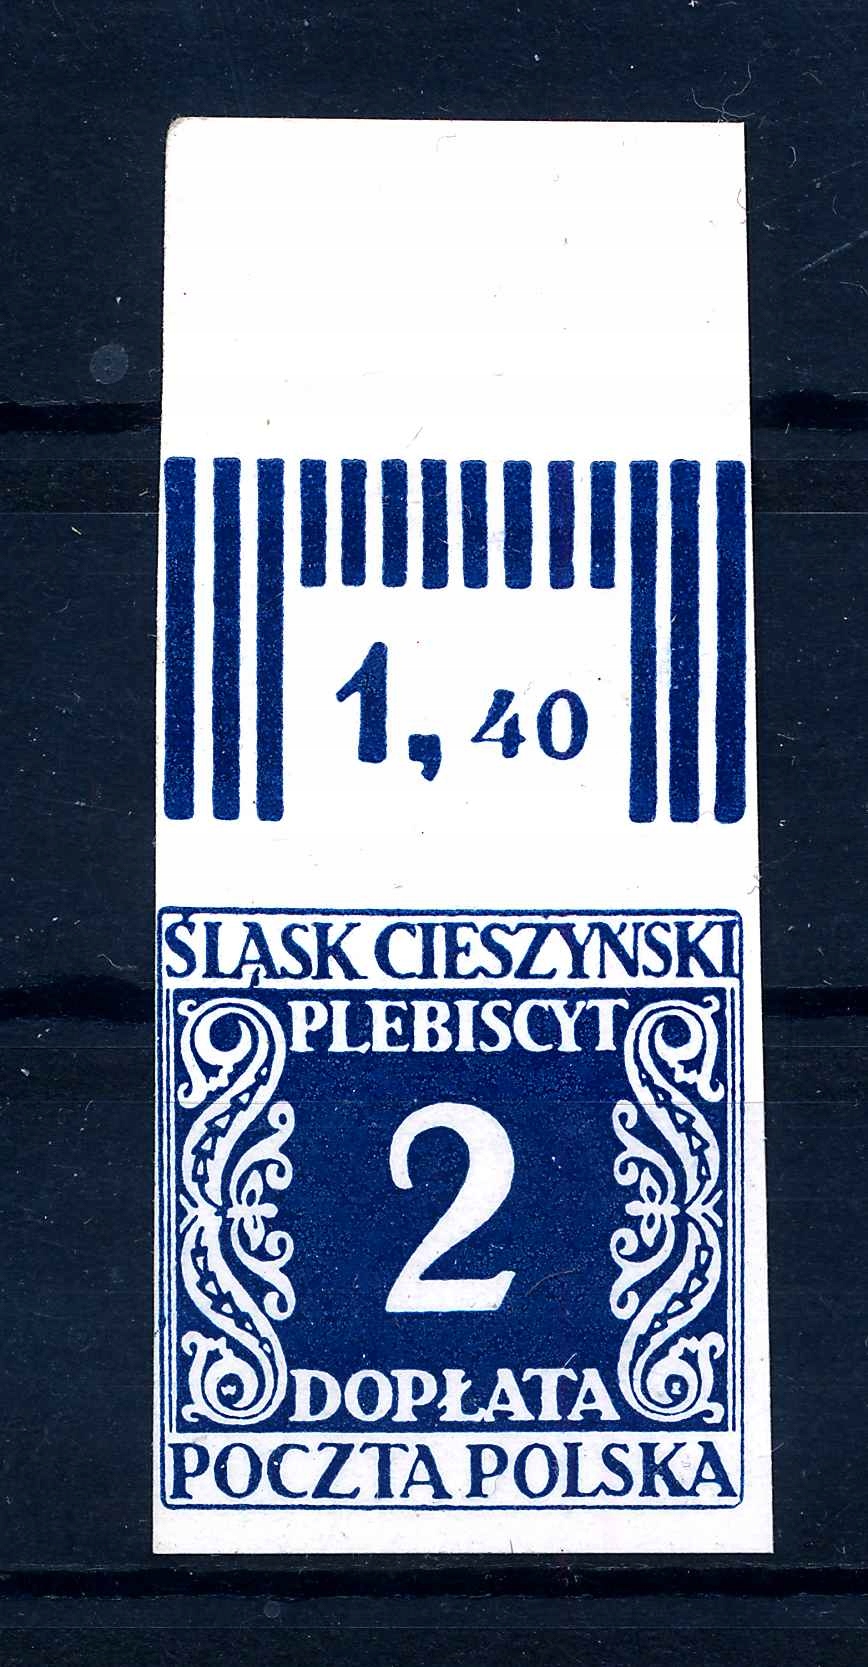 1,40
ŚLĄSK CIESZYŃSKI
PLEBISCYT
2
DOPŁATA
POCZTA POLSKA